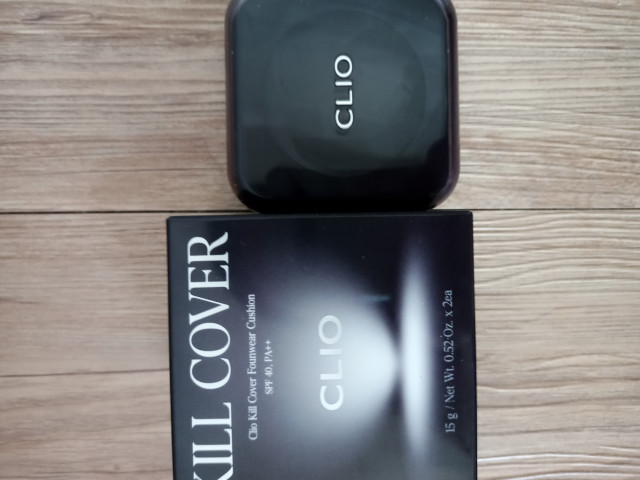 CLIO
KILL COVER
Clio Kill Cover Founwear Cushion
SPF 40, PA++
CLIO
15 g / Net Wt. 0.52 Oz. x 2ea